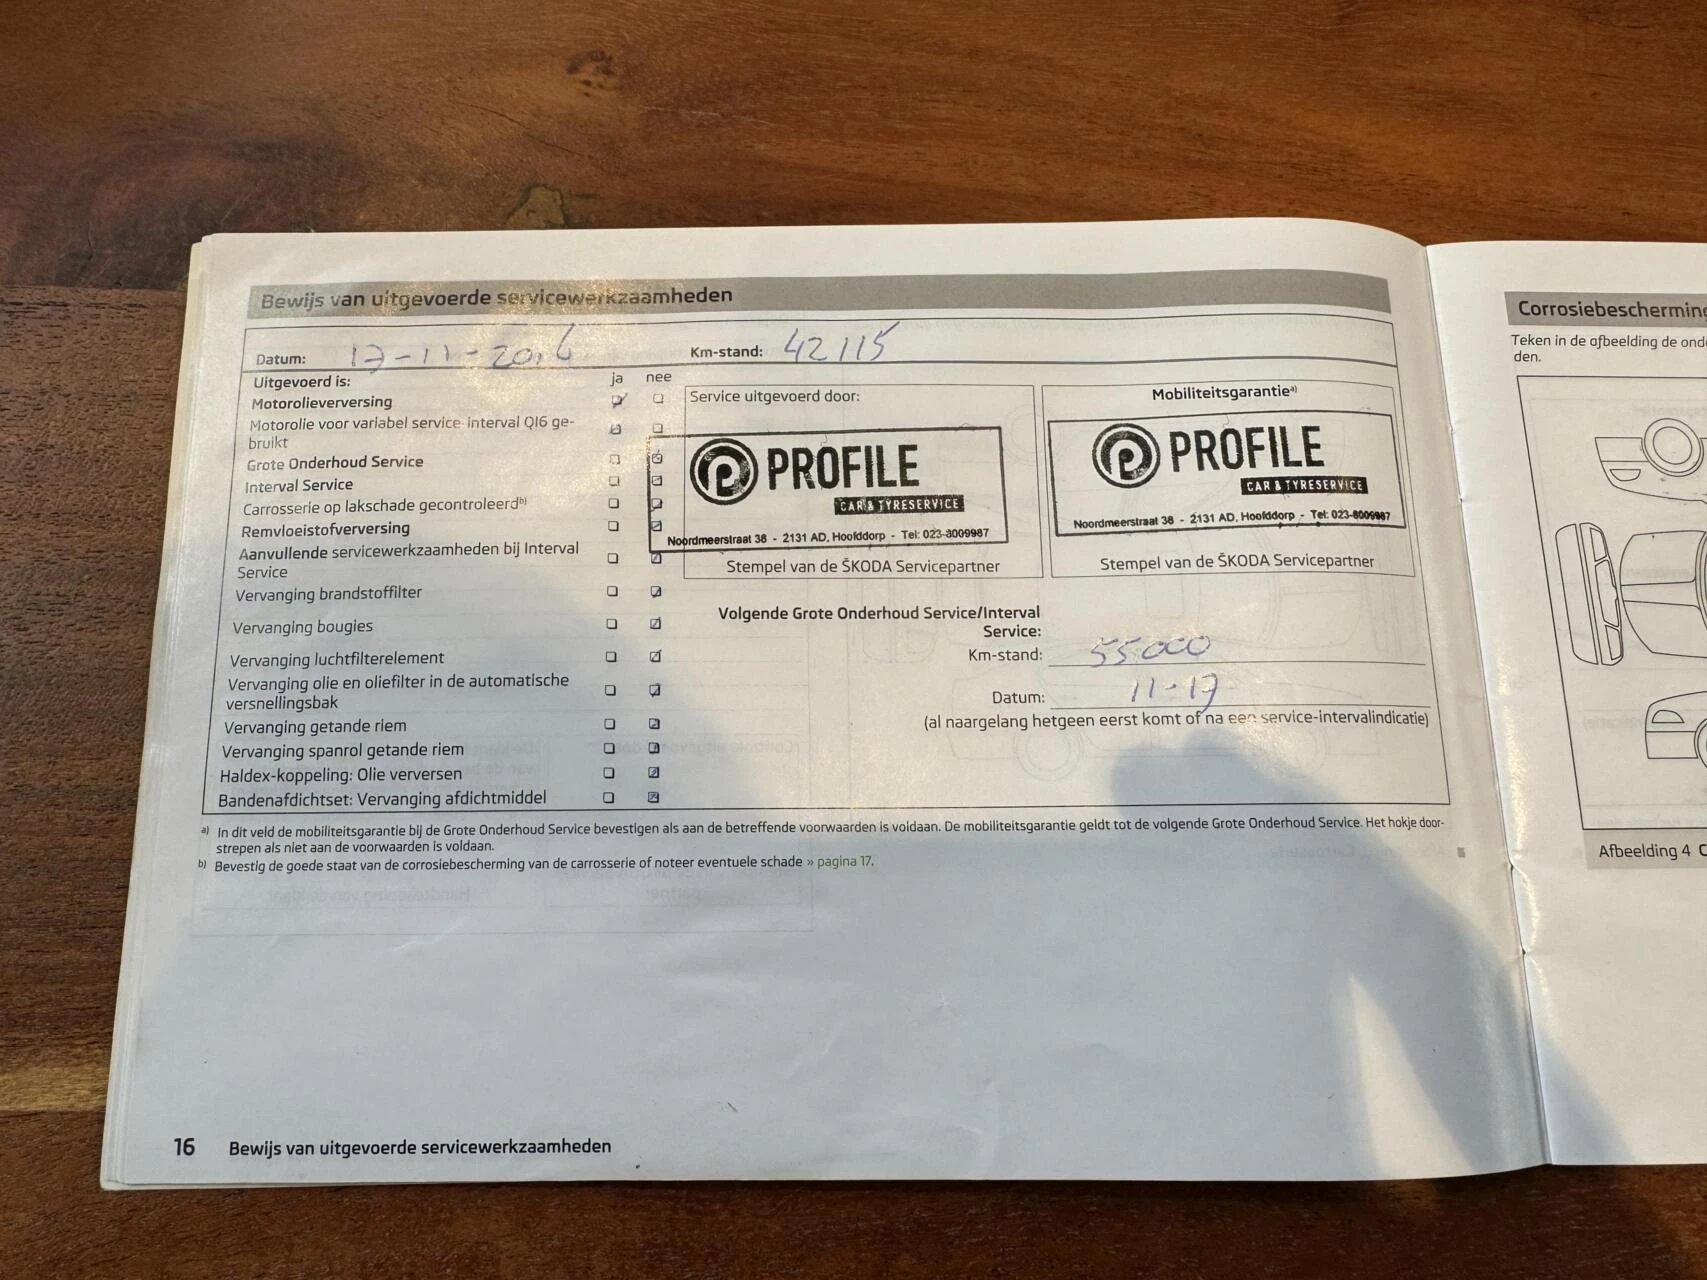 Bewijs van uitgevoerde servicewerkzaamheden
Datum: 17-11-2016 Km-stand: 42115
Uitgevoerd is: ja nee
Motorolieverversing
Motorolie voor variabel service-interval QI6 ge-
bruikt
Grote Onderhoud Service
Interval Service
Carrosserie op lakschade gecontroleerd b)
Remvloeistofverversing
Aanvullende servicewerkzaamheden bij Interval
Service
Vervanging brandstoffilter
Vervanging bougies
Vervanging luchtfilterelement
Vervanging olie en oliefilter in de automatische
versnellingsbak
Vervanging getande riem
Vervanging spanrol getande riem
Haldex-koppeling: Olie verversen
Bandenafdichtset: Vervanging afdichtmiddel
Service uitgevoerd door:
PROFILE
CAR & TYRESERVICE
Noordmeerstraat 38 - 2131 AD, Hoofddorp - Tel: 023-8009987
Stempel van de ŠKODA Servicepartner
Mobiliteitsgarantie a)
PROFILE
CAR & TYRESERVICE
Noordmeerstraat 38 - 2131 AD, Hoofddorp - Tel: 023-8009987
Stempel van de ŠKODA Servicepartner
Volgende Grote Onderhoud Service/Interval
Service:
Km-stand: 55000
Datum: 11-17
(al naargelang hetgeen eerst komt of na een service-intervalindicatie)
a) In dit veld de mobiliteitsgarantie bij de Grote Onderhoud Service bevestigen als aan de betreffende voorwaarden is voldaan. De mobiliteitsgarantie geldt tot de volgende Grote Onderhoud Service. Het hokje door-
strepen als niet aan de voorwaarden is voldaan.
b) Bevestig de goede staat van de corrosiebescherming van de carrosserie of noteer eventuele schade » pagina 17.
16 Bewijs van uitgevoerde servicewerkzaamheden
Corrosiebescherming
Teken in de afbeelding de
den.
Afbeelding 4